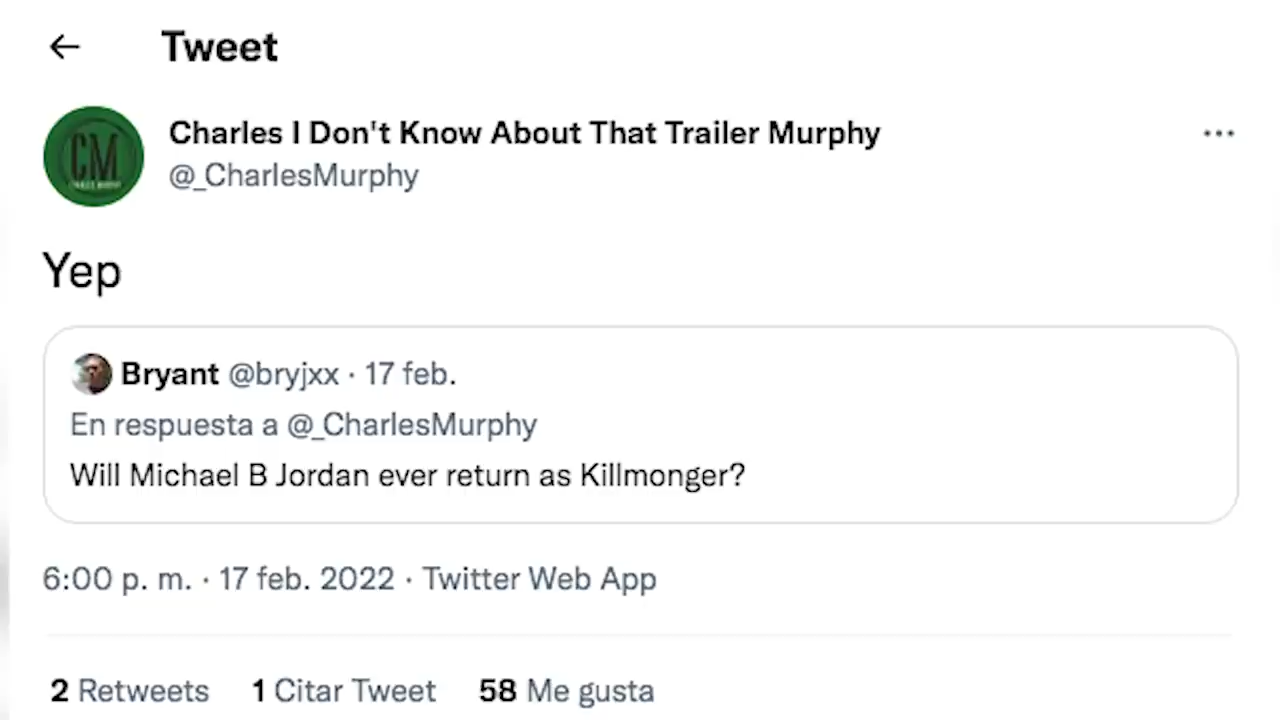 Tweet
Charles I Don't Know About That Trailer Murphy
@_CharlesMurphy
CM
Yep
Bryant @bryjxx · 17 feb.
En respuesta a @_CharlesMurphy
Will Michael B Jordan ever return as Killmonger?
6:00 p. m. · 17 feb. 2022 · Twitter Web App
2 Retweets 1 Citar Tweet 58 Me gusta